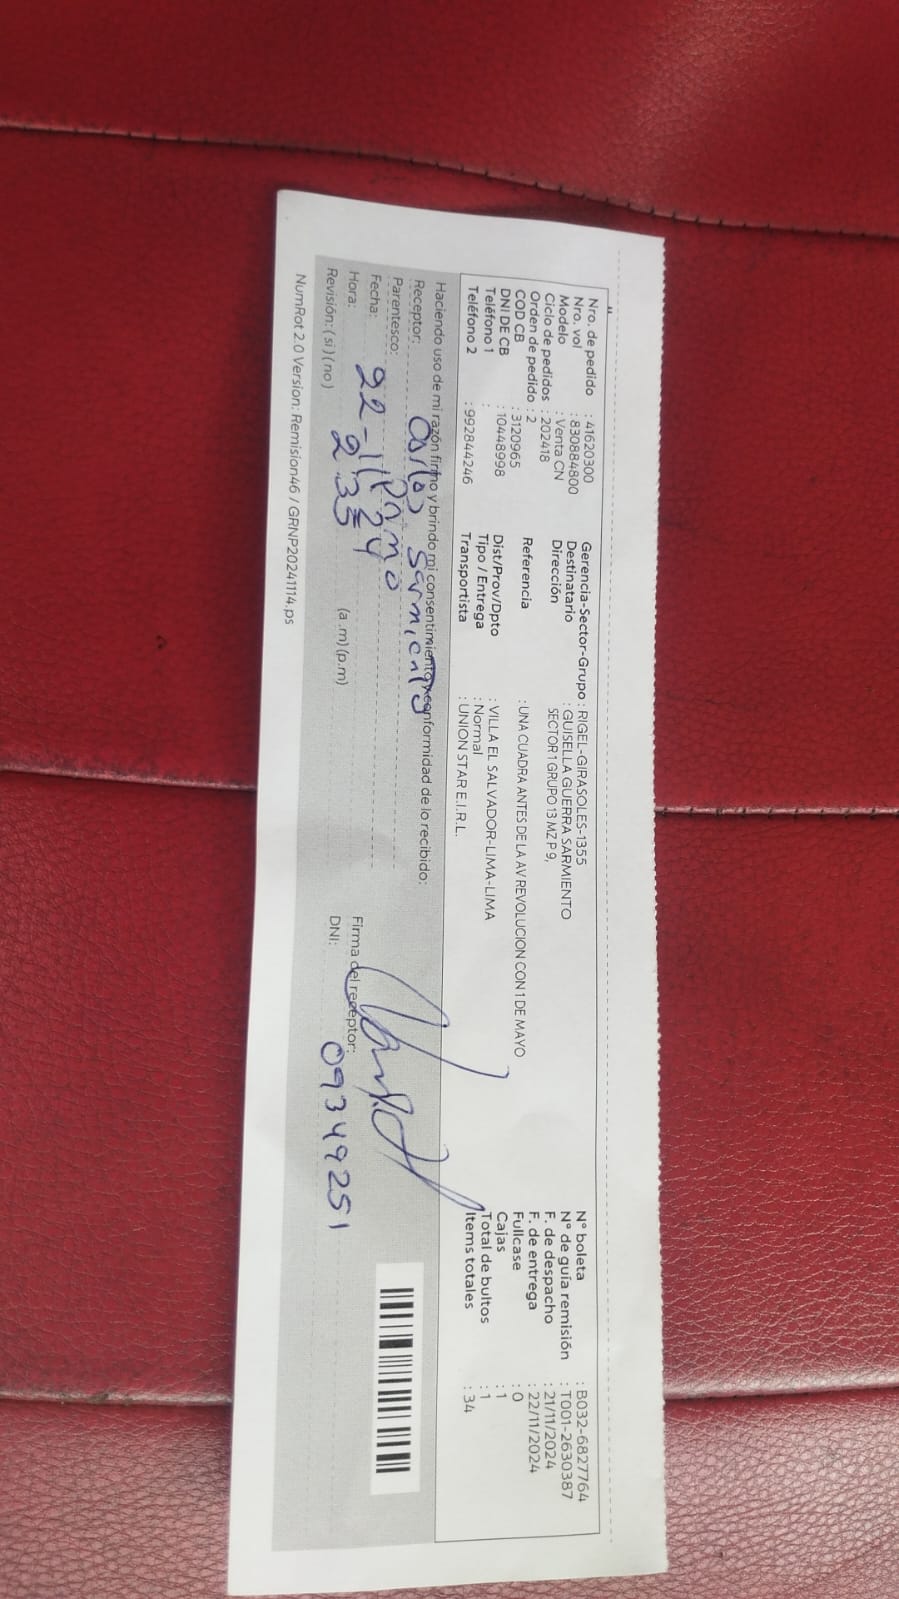 Nro. de pedido : 41620300
Nro. vol : 830884800
Modelo : Venta CN
Ciclo de pedidos : 202418
Orden de pedido : 2
COD CB : 3120965
DNI DE CB : 10448998
Teléfono 1 :
Teléfono 2 : 992844246
Gerencia-Sector-Grupo : RIGEL-GIRASOLES-1355
Destinatario : GUISELLA GUERRA SARMIENTO
Dirección SECTOR 1 GRUPO 13 MZ P 9,
Referencia : UNA CUADRA ANTES DE LA AV REVOLUCION CON 1 DE MAYO
Dist/Prov/Dpto : VILLA EL SALVADOR-LIMA-LIMA
Tipo / Entrega : Normal
Transportista : UNION STAR E.I.R.L.
N° boleta : B032-6827764
N° de guía remisión : T001-2630387
F. de despacho : 21/11/2024
F. de entrega : 22/11/2024
Fullcase : 0
Cajas : 1
Total de bultos : 1
Items totales : 34
Haciendo uso de mi razón firmo y brindo mi consentimiento y conformidad de lo recibido:
Receptor: Carlos Sarmiento
Parentesco: Primo
Fecha: 22-11-24
Hora: 2:35 (a .m) (p.m)
Revisión: ( si ) ( no )
Firma del receptor:
DNI: 09349251
NumRot 2.0 Version: Remision46 / GRNP20241114.ps